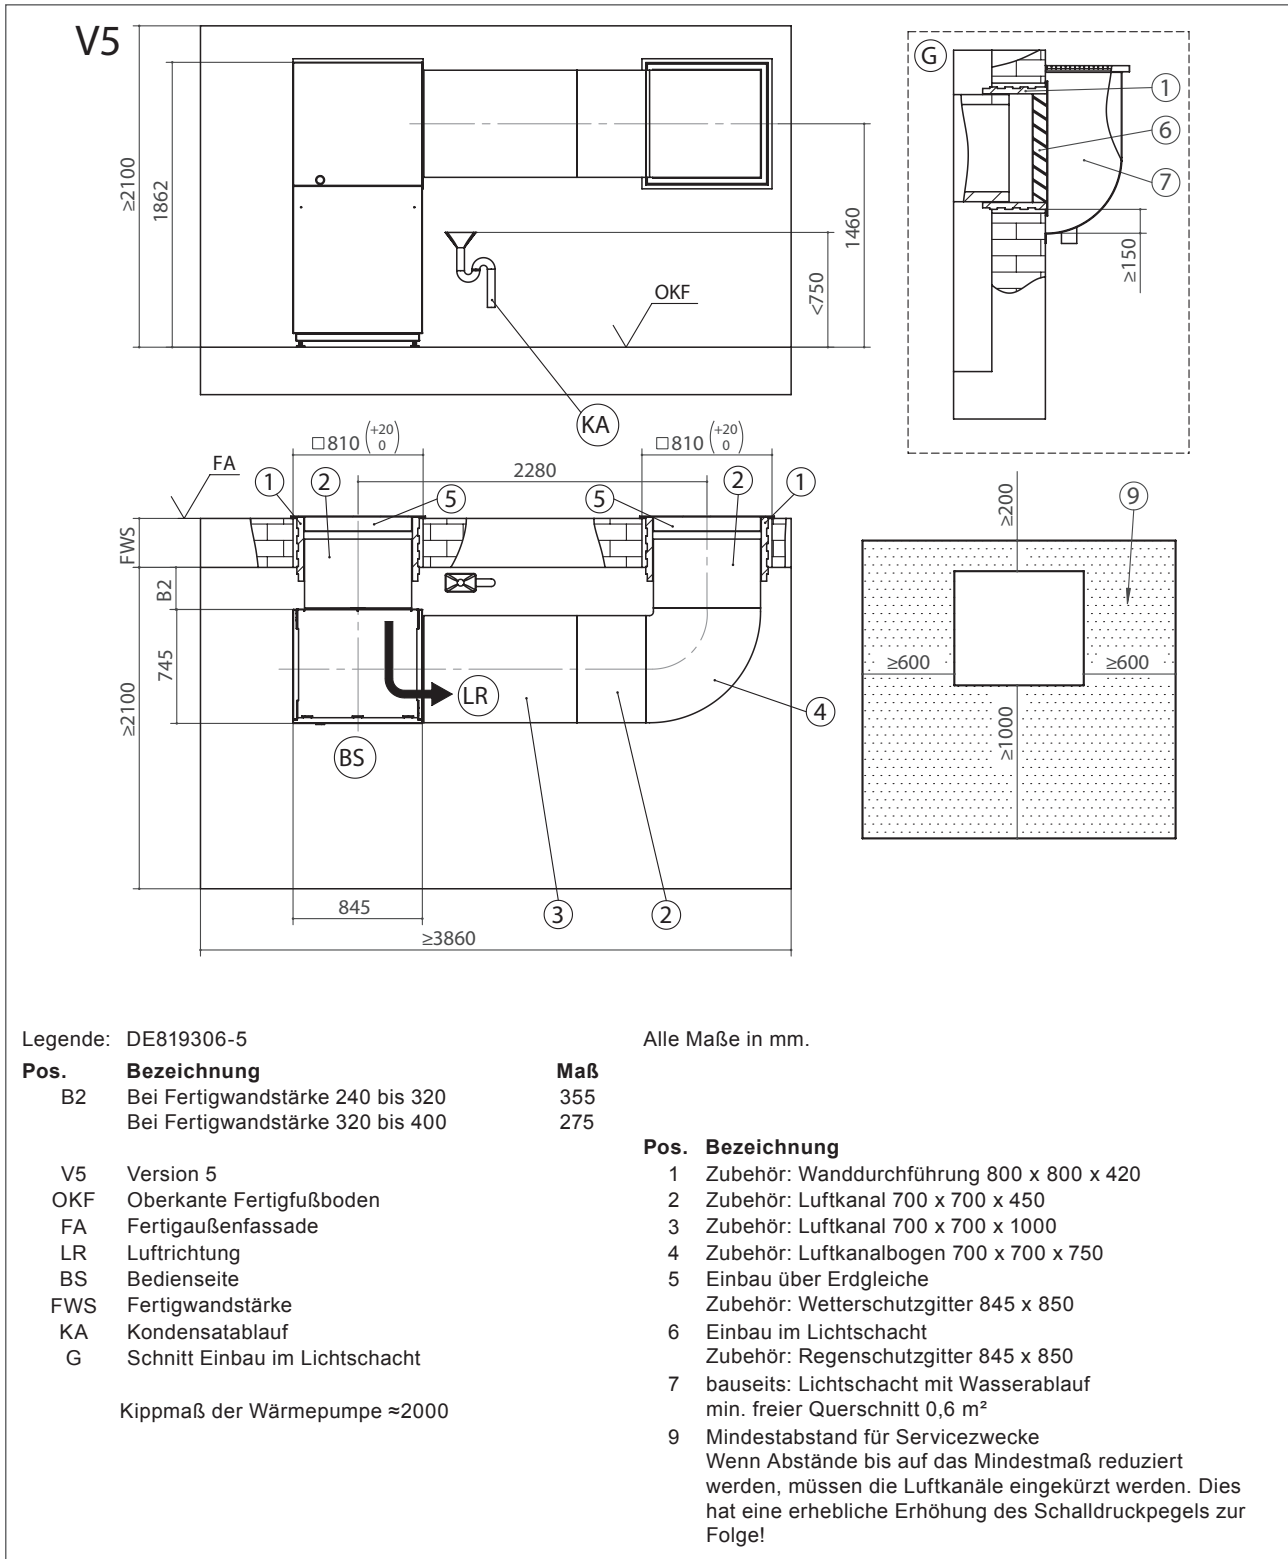 V5
≥2100
1862
OKF
<750
1460
KA
G
1
6
7
≥150
□810 (+20 0)
□810 (+20 0)
2280
FA
1
2
5
5
2
1
FWS
B2
745
≥2100
LR
BS
4
3
2
845
≥3860
≥200
9
≥600
≥600
≥1000
Legende: DE819306-5
Alle Maße in mm.
Pos. Bezeichnung Maß
B2 Bei Fertigwandstärke 240 bis 320 355
Bei Fertigwandstärke 320 bis 400 275
V5 Version 5
OKF Oberkante Fertigfußboden
FA Fertigaußenfassade
LR Luftrichtung
BS Bedienseite
FWS Fertigwandstärke
KA Kondensatablauf
G Schnitt Einbau im Lichtschacht
Kippmaß der Wärmepumpe ≈2000
Pos. Bezeichnung
1 Zubehör: Wanddurchführung 800 x 800 x 420
2 Zubehör: Luftkanal 700 x 700 x 450
3 Zubehör: Luftkanal 700 x 700 x 1000
4 Zubehör: Luftkanalbogen 700 x 700 x 750
5 Einbau über Erdgleiche
Zubehör: Wetterschutzgitter 845 x 850
6 Einbau im Lichtschacht
Zubehör: Regenschutzgitter 845 x 850
7 bauseits: Lichtschacht mit Wasserablauf
min. freier Querschnitt 0,6 m²
9 Mindestabstand für Servicezwecke
Wenn Abstände bis auf das Mindestmaß reduziert
werden, müssen die Luftkanäle eingekürzt werden. Dies
hat eine erhebliche Erhöhung des Schalldruckpegels zur
Folge!